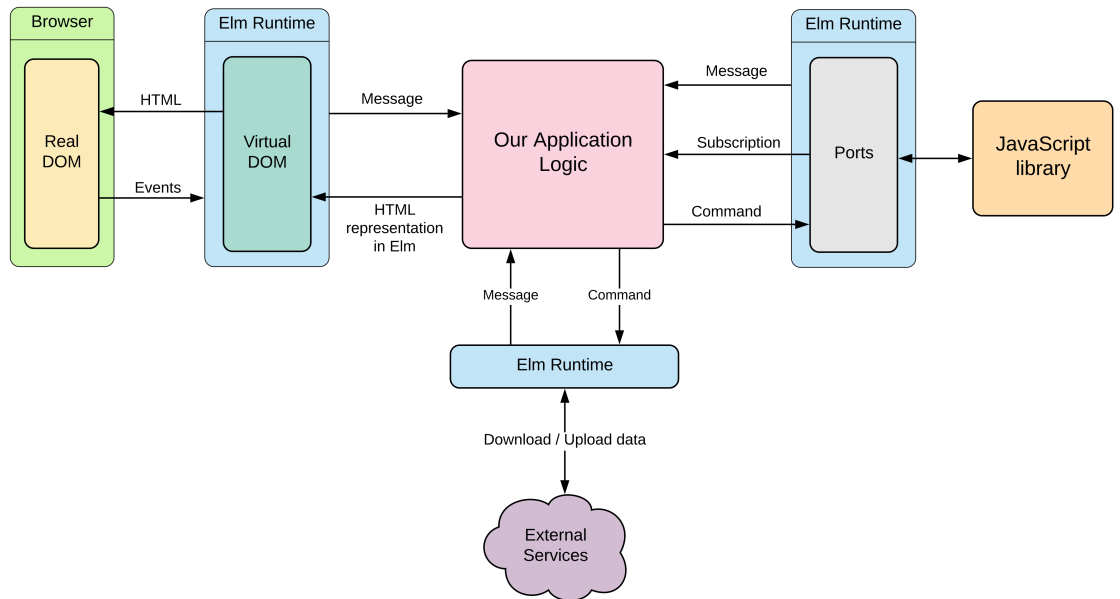 Browser
Elm Runtime
Elm Runtime
Real
DOM
HTML
Events
Virtual
DOM
Message
HTML
representation
in Elm
Our Application
Logic
Message
Subscription
Command
Ports
JavaScript
library
Message
Command
Elm Runtime
Download / Upload data
External
Services